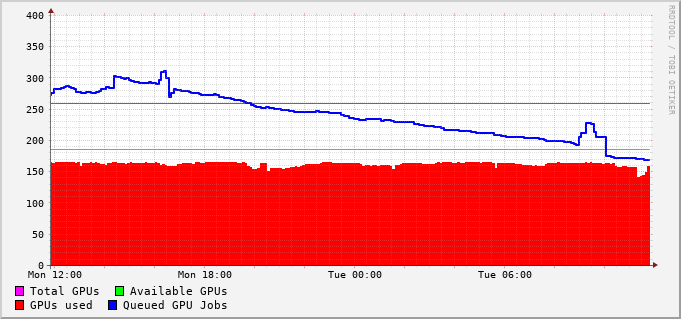 400
350
300
250
200
150
100
50
0
Mon 12:00 Mon 18:00 Tue 00:00 Tue 06:00
Total GPUs Available GPUs
GPUs used Queued GPU Jobs
RRDTOOL / TOBI OETIKER